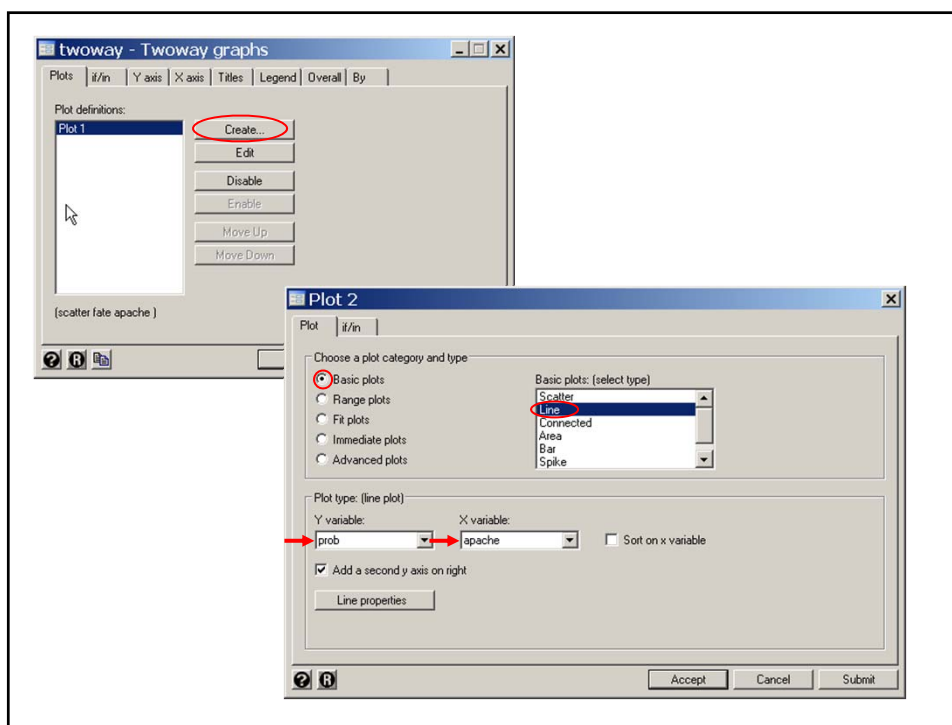 twoway - Twoway graphs
Plots if/in Y axis X axis Titles Legend Overall By
Plot definitions:
Plot 1
Create...
Edit
Disable
Enable
Move Up
Move Down
(scatter fate apache )
Plot 2
Plot if/in
Choose a plot category and type
Basic plots
Range plots
Fit plots
Immediate plots
Advanced plots
Basic plots: (select type)
Scatter
Line
Connected
Area
Bar
Spike
Plot type: (line plot)
Y variable: X variable:
prob apache Sort on x variable
Add a second y axis on right
Line properties
Accept Cancel Submit